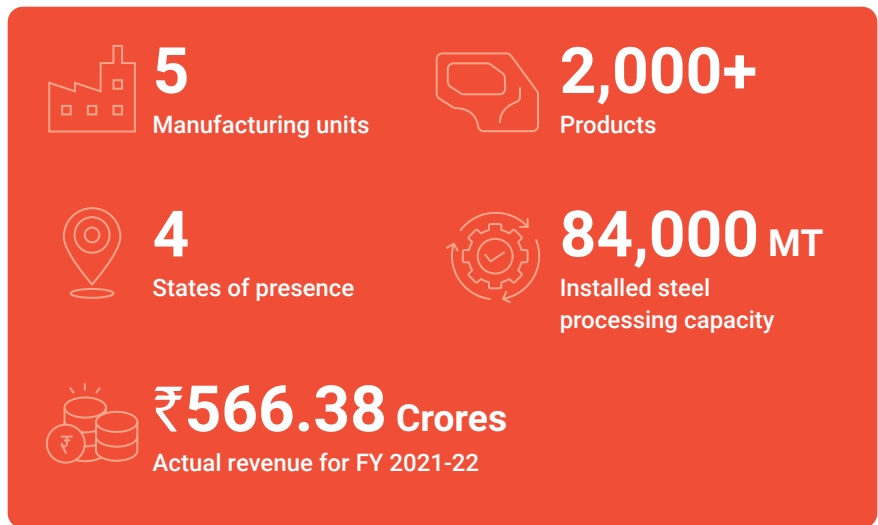 5
Manufacturing units
2,000+
Products
4
States of presence
84,000 MT
Installed steel
processing capacity
₹566.38 Crores
₹
Actual revenue for FY 2021-22